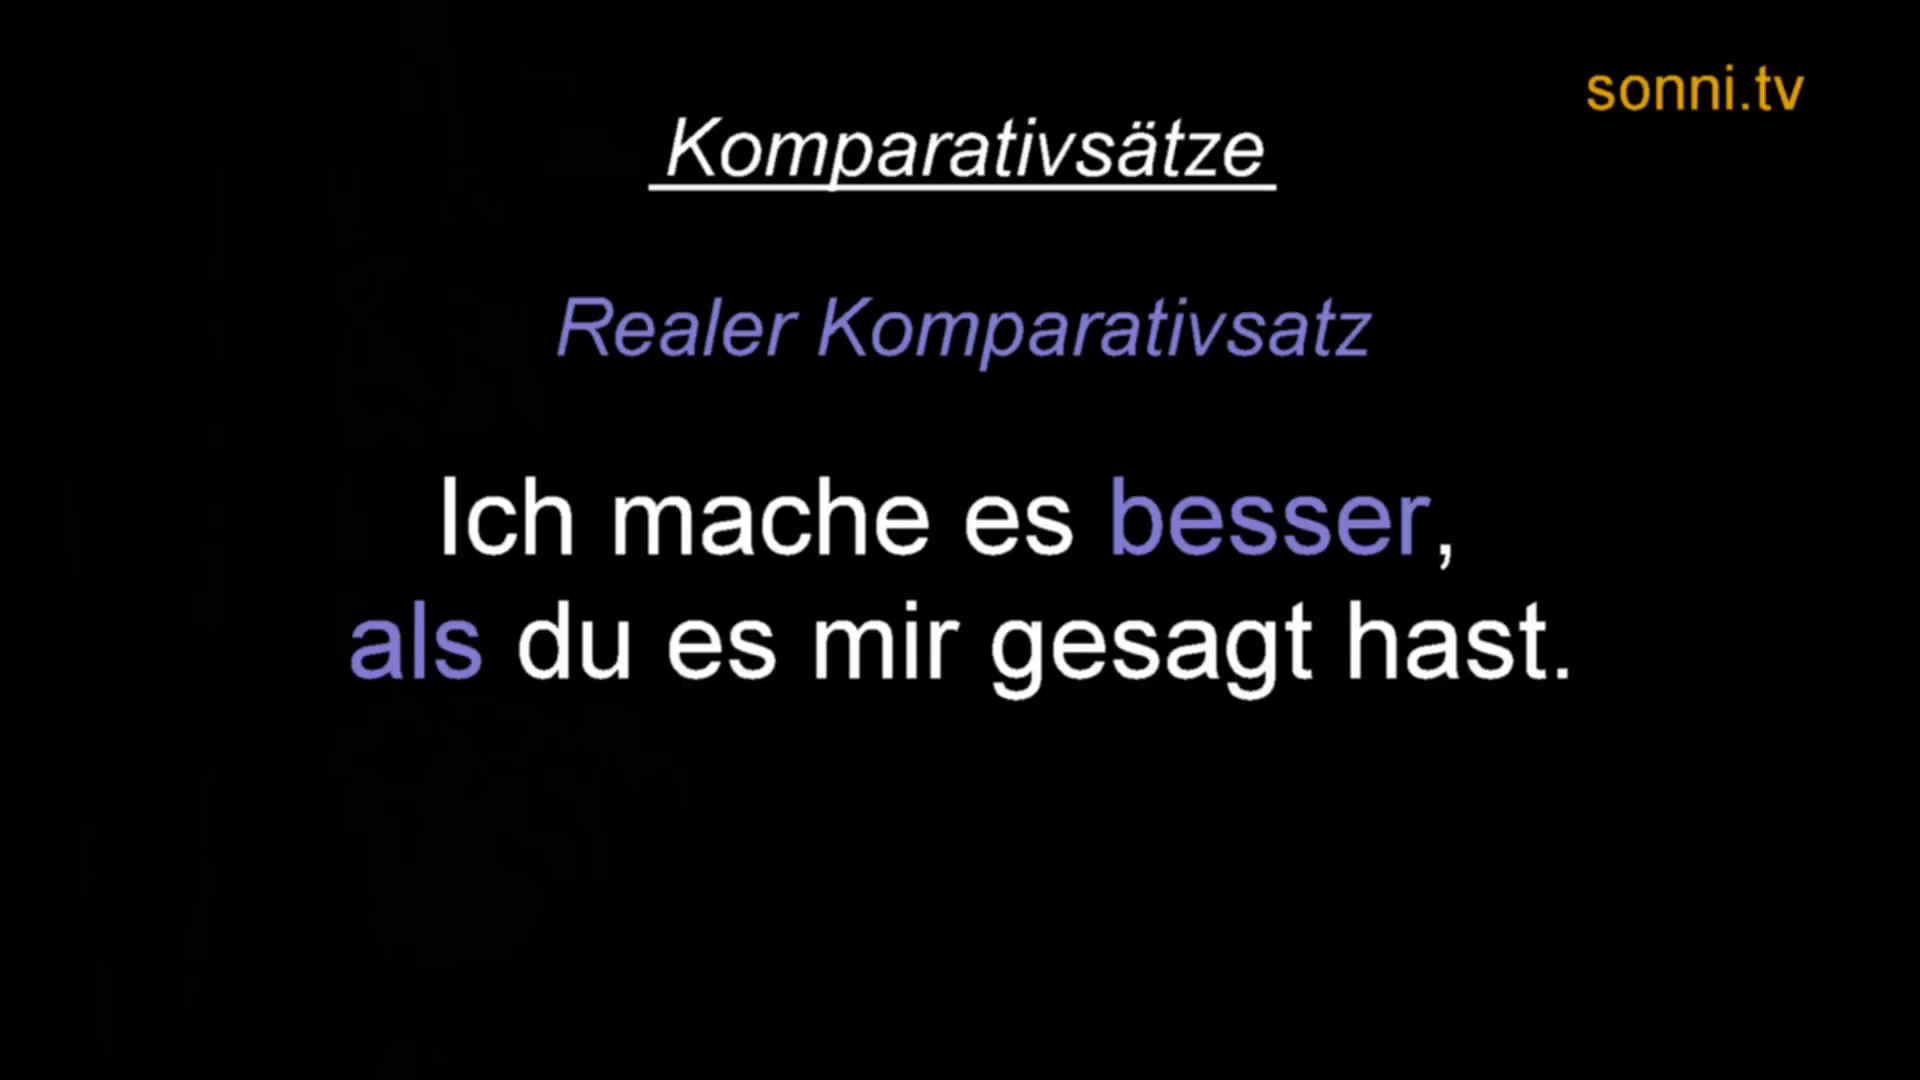 sonni.tv
Komparativsätze
Realer Komparativsatz
Ich mache es besser,
als du es mir gesagt hast.